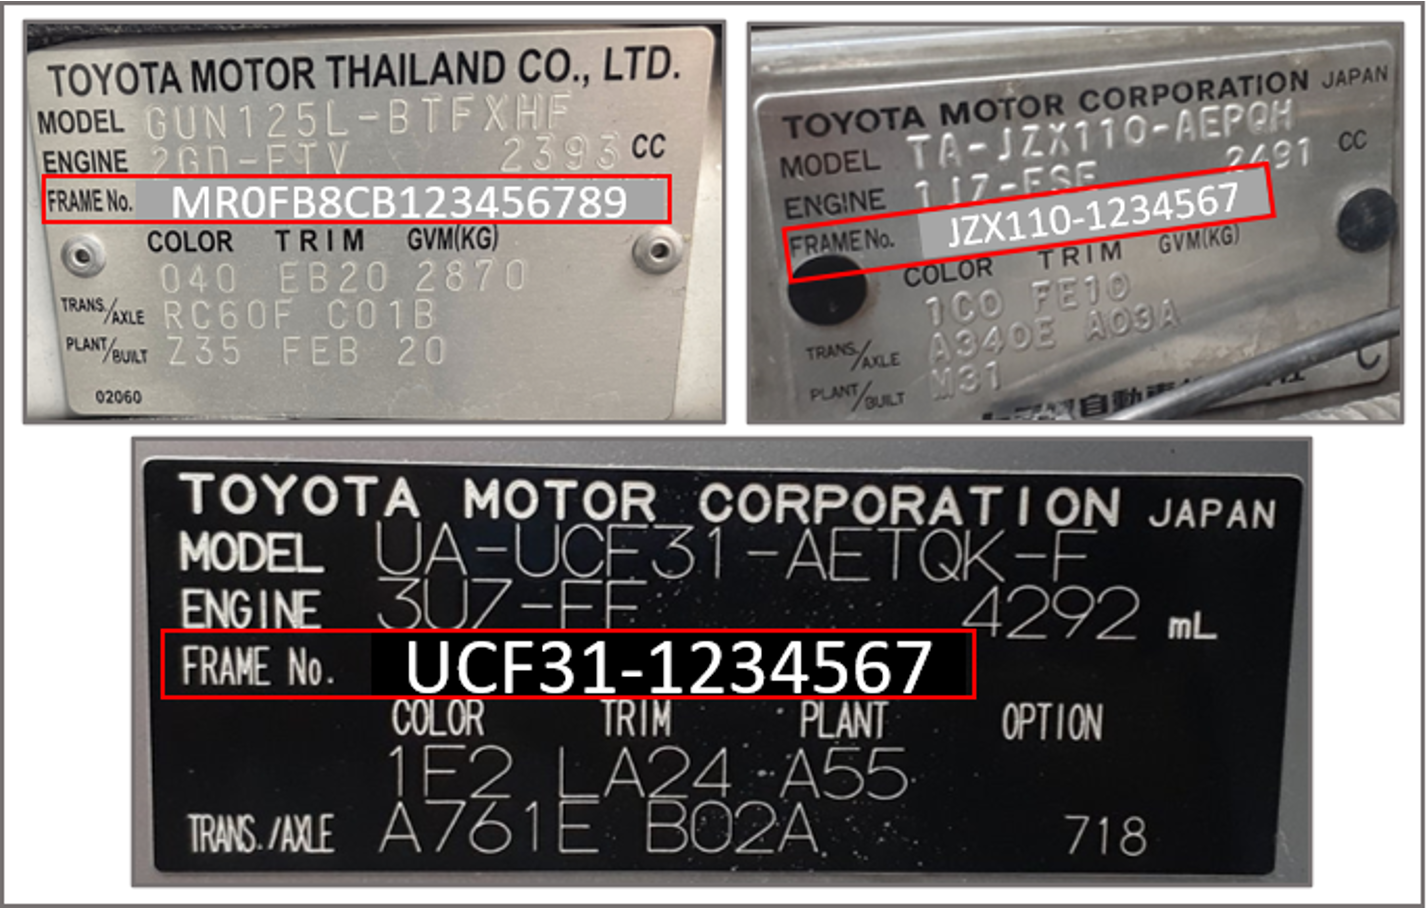 TOYOTA MOTOR THAILAND CO., LTD.
MODEL GUN125L-BTFXHF
ENGINE 2GD-FTV 2393 CC
FRAME No. MR0FB8CB123456789
COLOR TRIM GVM(KG)
040 EB20 2870
TRANS./AXLE RC60F C01B
PLANT/BUILT Z35 FEB 20
02060
TOYOTA MOTOR CORPORATION JAPAN
MODEL TA-JZX110-AEPQH
ENGINE 1JZ-FSE 2491 CC
FRAME No. JZX110-1234567
COLOR TRIM GVM(KG)
1C0 FE10
TRANS./AXLE A340E A03A
PLANT/BUILT M31
自動車
C
TOYOTA MOTOR CORPORATION JAPAN
MODEL UA-UCF31-AETQK-F
ENGINE 4292 mL
FRAME No. UCF31-1234567
COLOR TRIM PLANT OPTION
1E2 LA24 A55
TRANS./AXLE A761E B02A 718